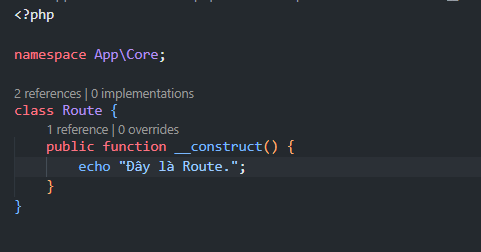 <?php
namespace App\Core;
2 references | 0 implementations
class Route {
1 reference | 0 overrides
public function __construct() {
echo "Đây là Route.";
}
}